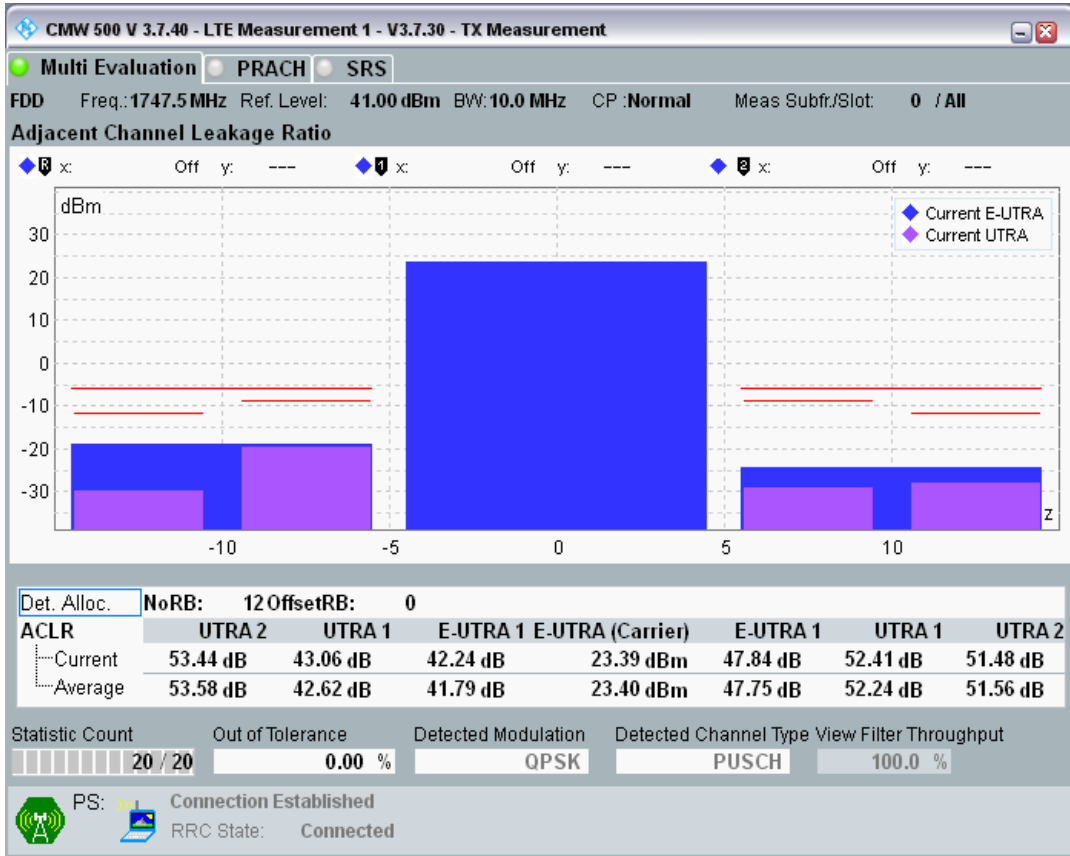 CMW 500 V 3.7.40 - LTE Measurement 1 - V3.7.30 - TX Measurement
Multi Evaluation PRACH SRS
FDD Freq.:1747.5 MHz Ref. Level: 41.00 dBm BW: 10.0 MHz CP :Normal Meas Subfr./Slot: 0 / All
Adjacent Channel Leakage Ratio
R x: Off y: --- 1 x: Off y: --- 2 x: Off y: ---
dBm
Current E-UTRA
Current UTRA
30
20
10
0
-10
-20
-30
z
-10 -5 0 5 10
Det. Alloc. NoRB: 12 OffsetRB: 0
ACLR UTRA 2 UTRA 1 E-UTRA 1 E-UTRA (Carrier) E-UTRA 1 UTRA 1 UTRA 2
Current 53.44 dB 43.06 dB 42.24 dB 23.39 dBm 47.84 dB 52.41 dB 51.48 dB
Average 53.58 dB 42.62 dB 41.79 dB 23.40 dBm 47.75 dB 52.24 dB 51.56 dB
Statistic Count Out of Tolerance Detected Modulation Detected Channel Type View Filter Throughput
20 / 20 0.00 % QPSK PUSCH 100.0 %
PS: Connection Established
RRC State: Connected